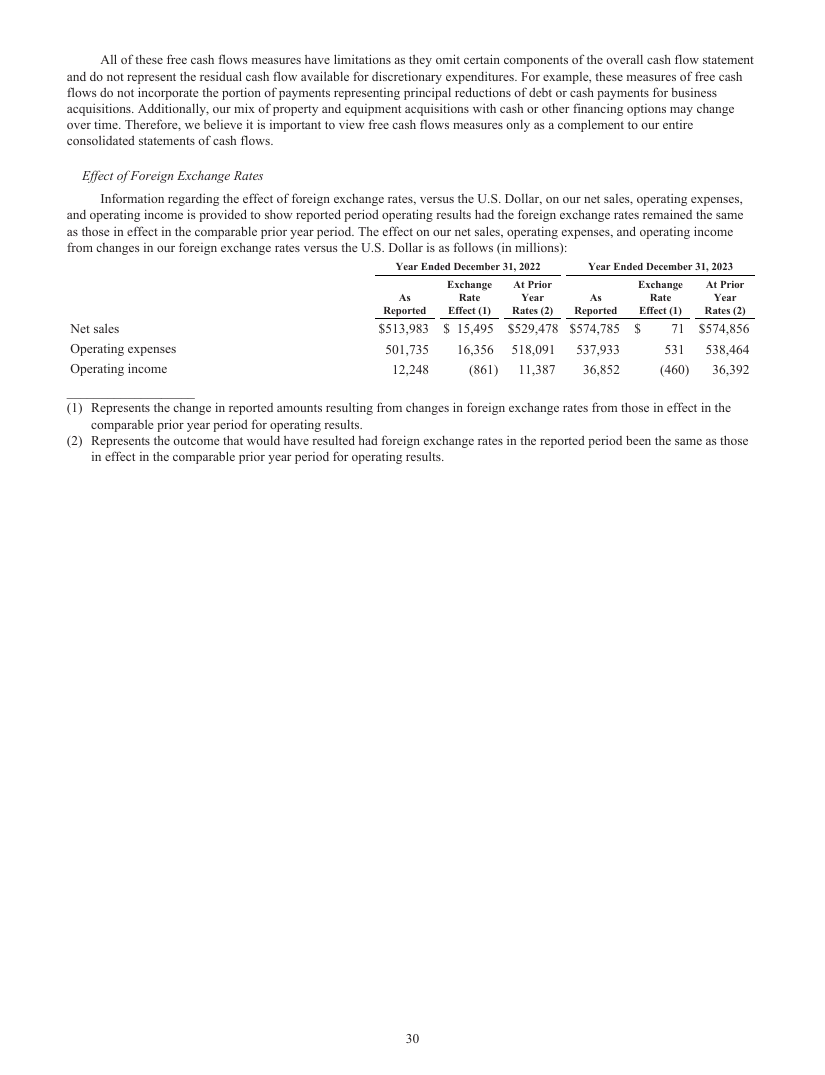 All of these free cash flows measures have limitations as they omit certain components of the overall cash flow statement
and do not represent the residual cash flow available for discretionary expenditures. For example, these measures of free cash
flows do not incorporate the portion of payments representing principal reductions of debt or cash payments for business
acquisitions. Additionally, our mix of property and equipment acquisitions with cash or other financing options may change
over time. Therefore, we believe it is important to view free cash flows measures only as a complement to our entire
consolidated statements of cash flows.
Effect of Foreign Exchange Rates
Information regarding the effect of foreign exchange rates, versus the U.S. Dollar, on our net sales, operating expenses,
and operating income is provided to show reported period operating results had the foreign exchange rates remained the same
as those in effect in the comparable prior year period. The effect on our net sales, operating expenses, and operating income
from changes in our foreign exchange rates versus the U.S. Dollar is as follows (in millions):
Year Ended December 31, 2022 Year Ended December 31, 2023
Exchange At Prior Exchange At Prior
As Rate Year As Rate Year
Reported Effect (1) Rates (2) Reported Effect (1) Rates (2)
Net sales $513,983 $ 15,495 $529,478 $574,785 $ 71 $574,856
Operating expenses 501,735 16,356 518,091 537,933 531 538,464
Operating income 12,248 (861) 11,387 36,852 (460) 36,392
(1) Represents the change in reported amounts resulting from changes in foreign exchange rates from those in effect in the
comparable prior year period for operating results.
(2) Represents the outcome that would have resulted had foreign exchange rates in the reported period been the same as those
in effect in the comparable prior year period for operating results.
30